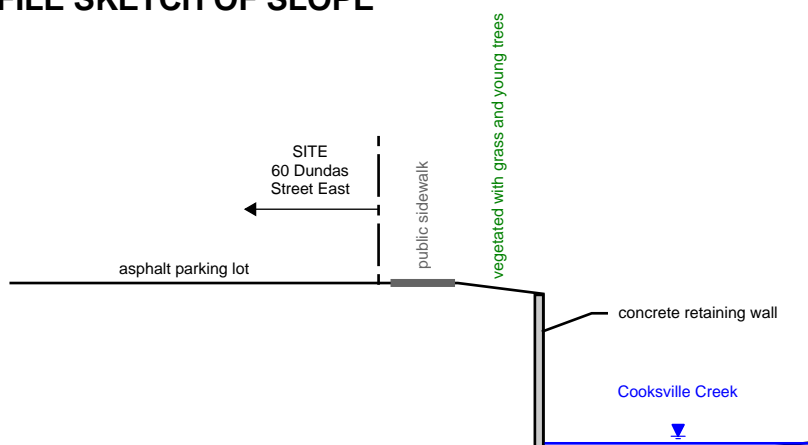 FILE SKETCH OF SLOPE
vegetated with grass and young trees
SITE
60 Dundas
Street East
public sidewalk
asphalt parking lot
concrete retaining wall
Cooksville Creek